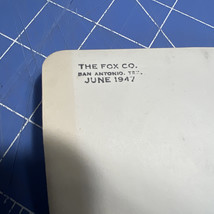 THE FOX CO.
SAN ANTONIO, TEX.
JUNE 1947